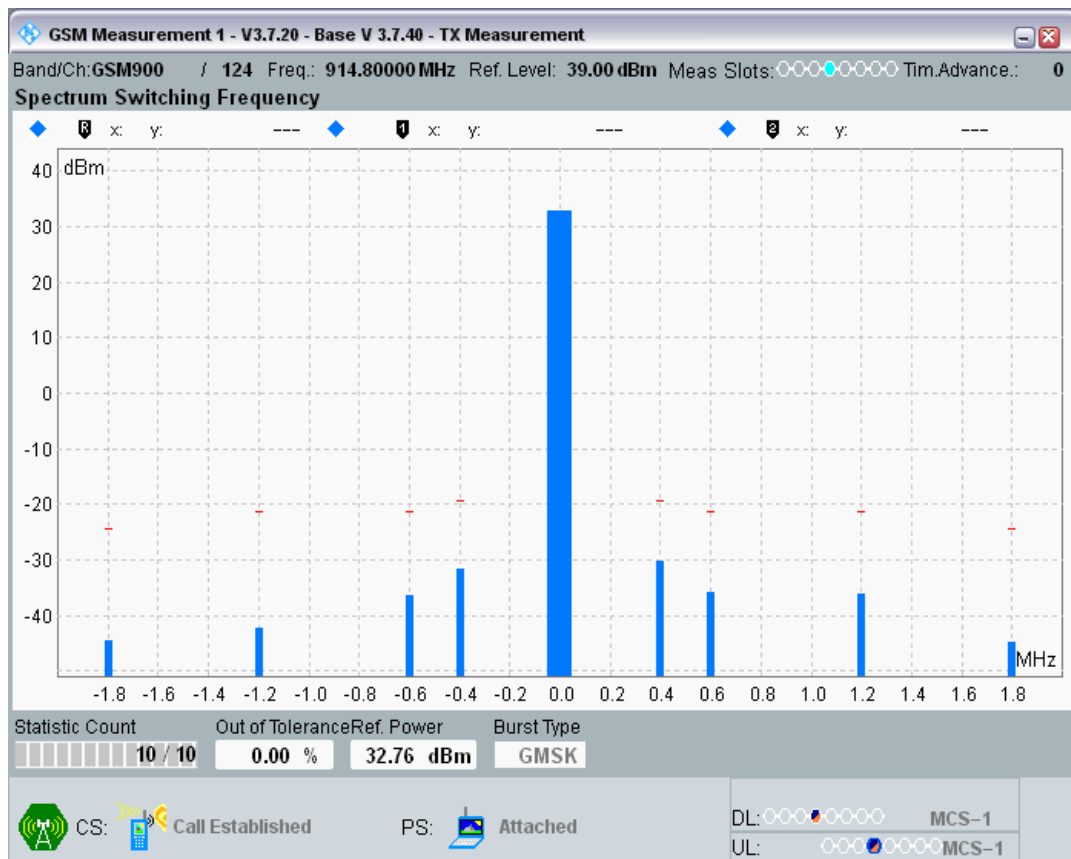 GSM Measurement 1 - V3.7.20 - Base V 3.7.40 - TX Measurement
Band/Ch:GSM900 / 124 Freq.: 914.80000 MHz Ref. Level: 39.00 dBm Meas Slots: Tim.Advance.: 0
Spectrum Switching Frequency
R x: y: --- 1 x: y: --- 2 x: y: ---
dBm
40
30
20
10
0
-10
-20
-30
-40
MHz
-1.8 -1.6 -1.4 -1.2 -1.0 -0.8 -0.6 -0.4 -0.2 0.0 0.2 0.4 0.6 0.8 1.0 1.2 1.4 1.6 1.8
Statistic Count Out of Tolerance Ref. Power Burst Type
10 / 10 0.00 % 32.76 dBm GMSK
CS: Call Established PS: Attached
DL: MCS-1
UL: MCS-1